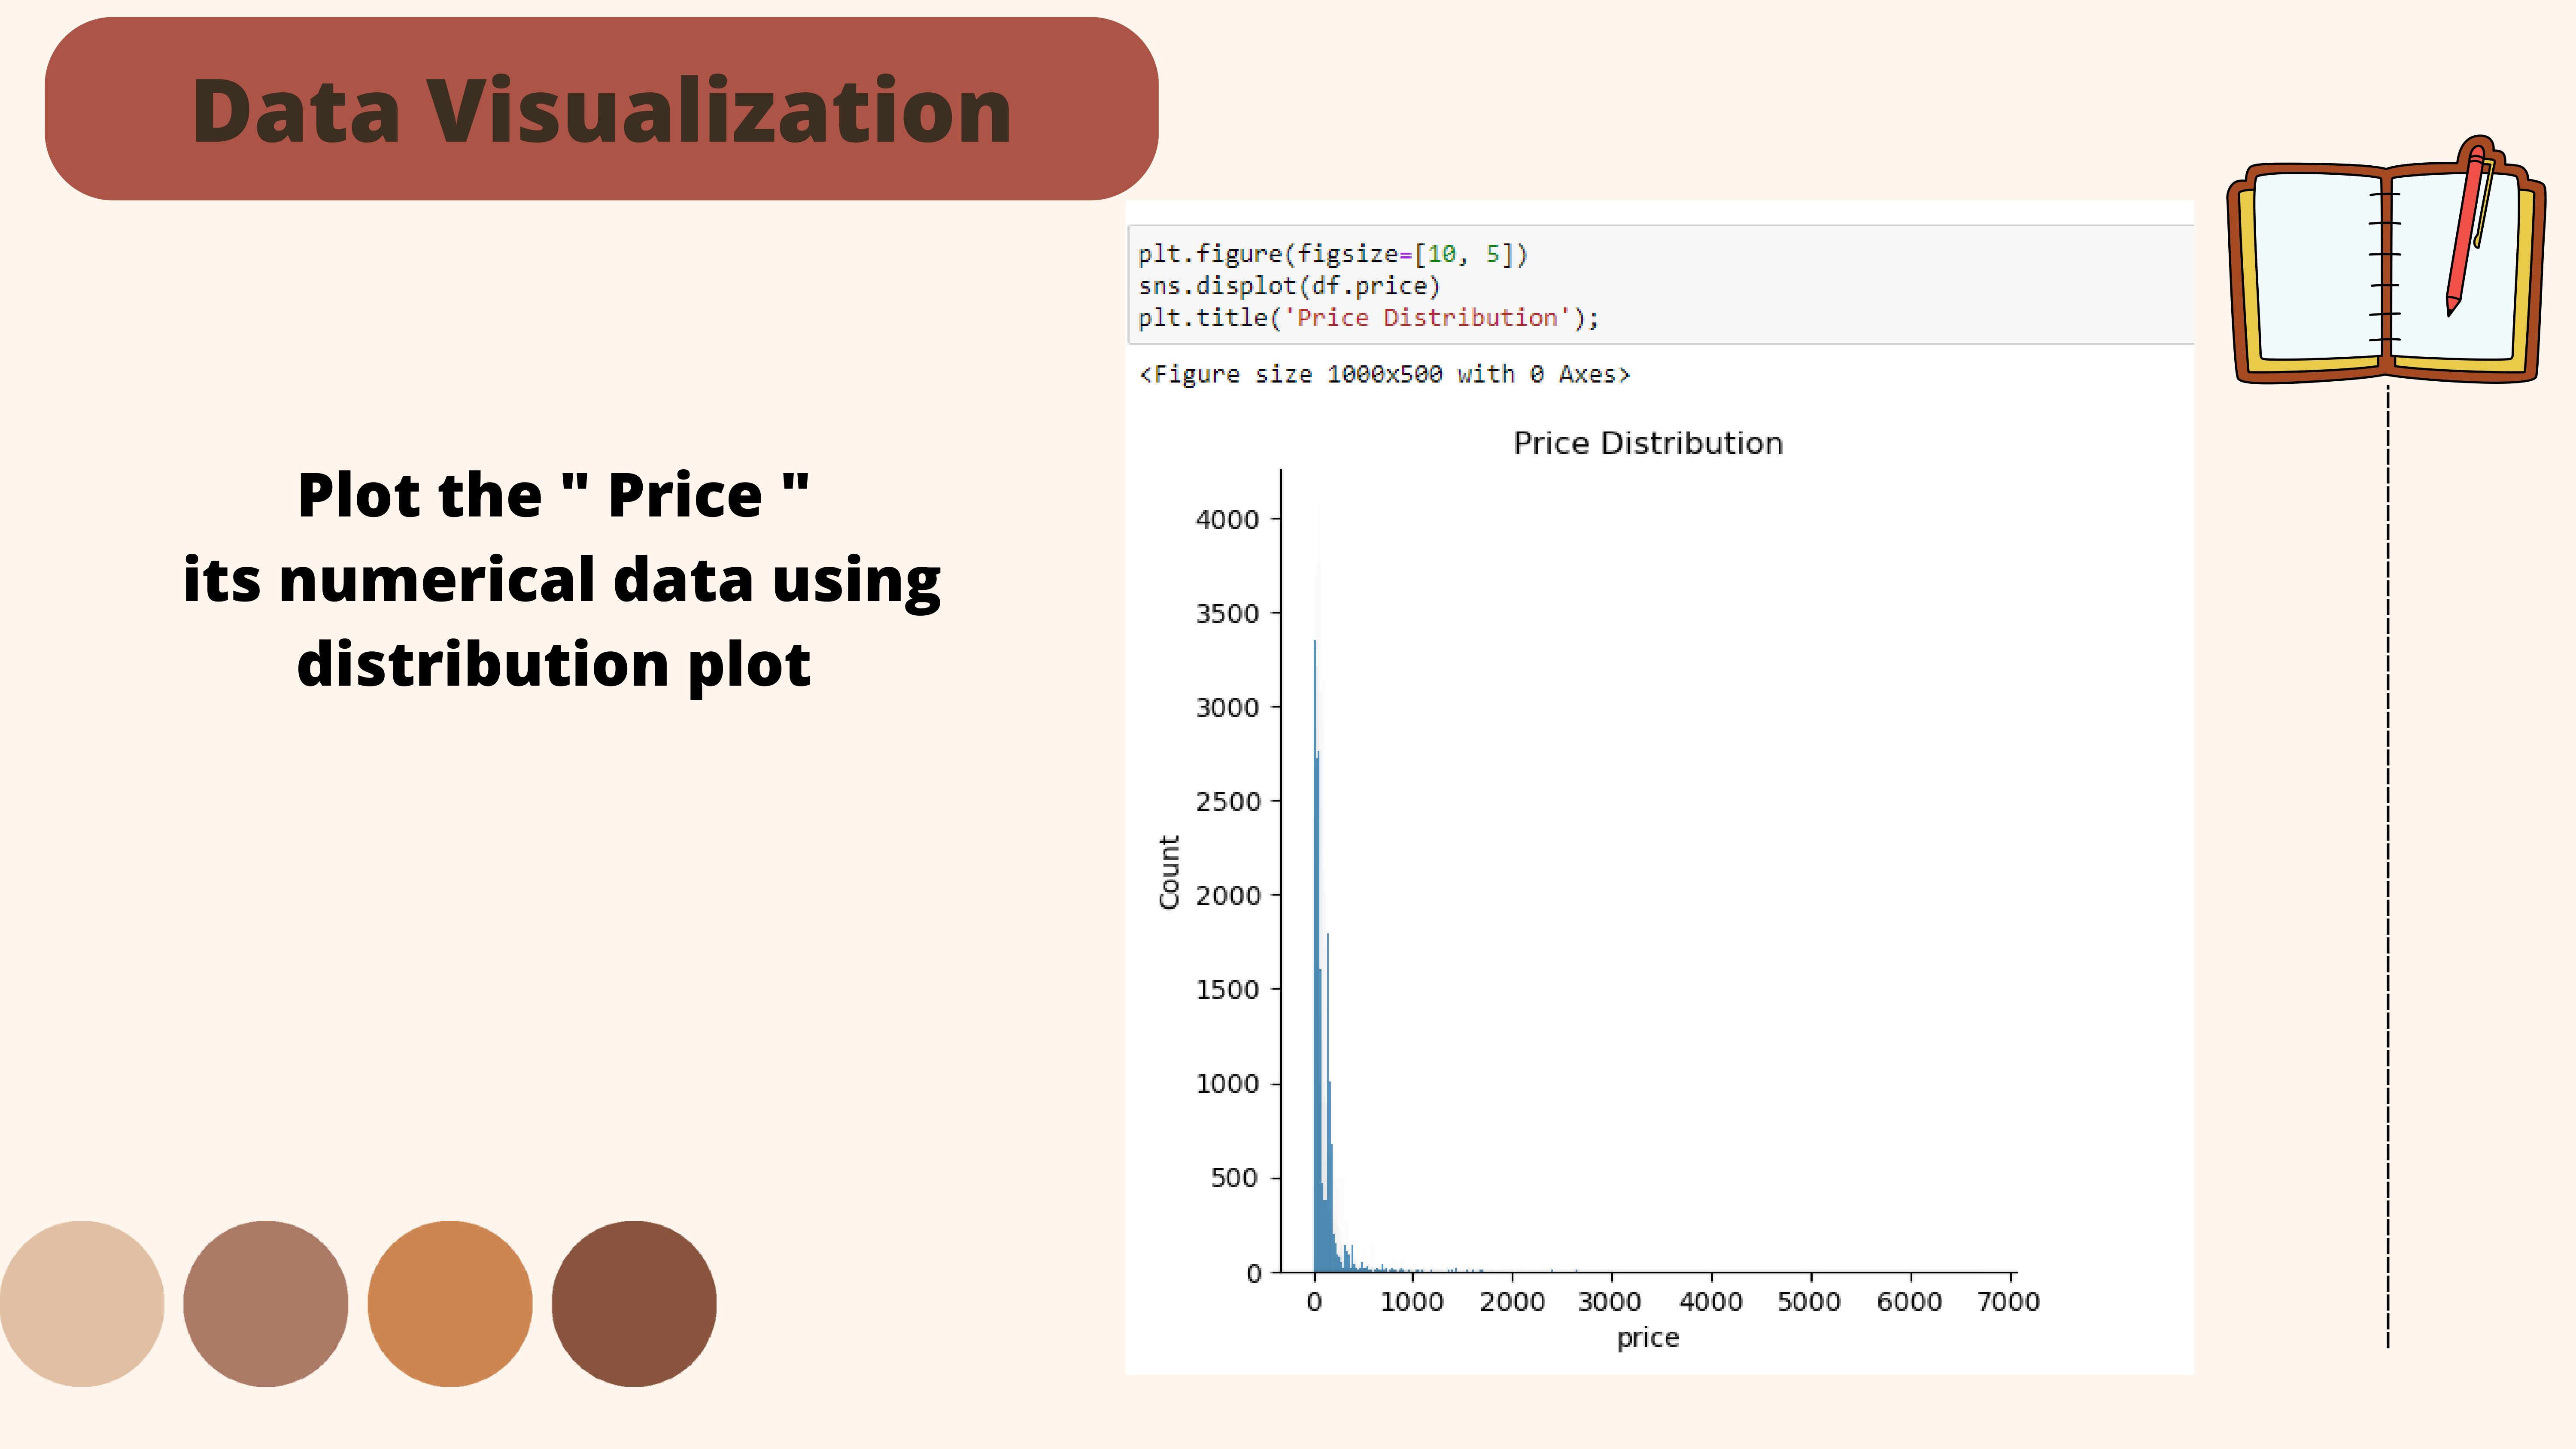 Data Visualization
Plot the " Price "
its numerical data using
distribution plot
plt.figure(figsize=[10, 5])
sns.displot(df.price)
plt.title('Price Distribution');
<Figure size 1000x500 with 0 Axes>
Price Distribution
4000
3500
3000
2500
2000
1500
1000
500
0
Count
0 1000 2000 3000 4000 5000 6000 7000
price